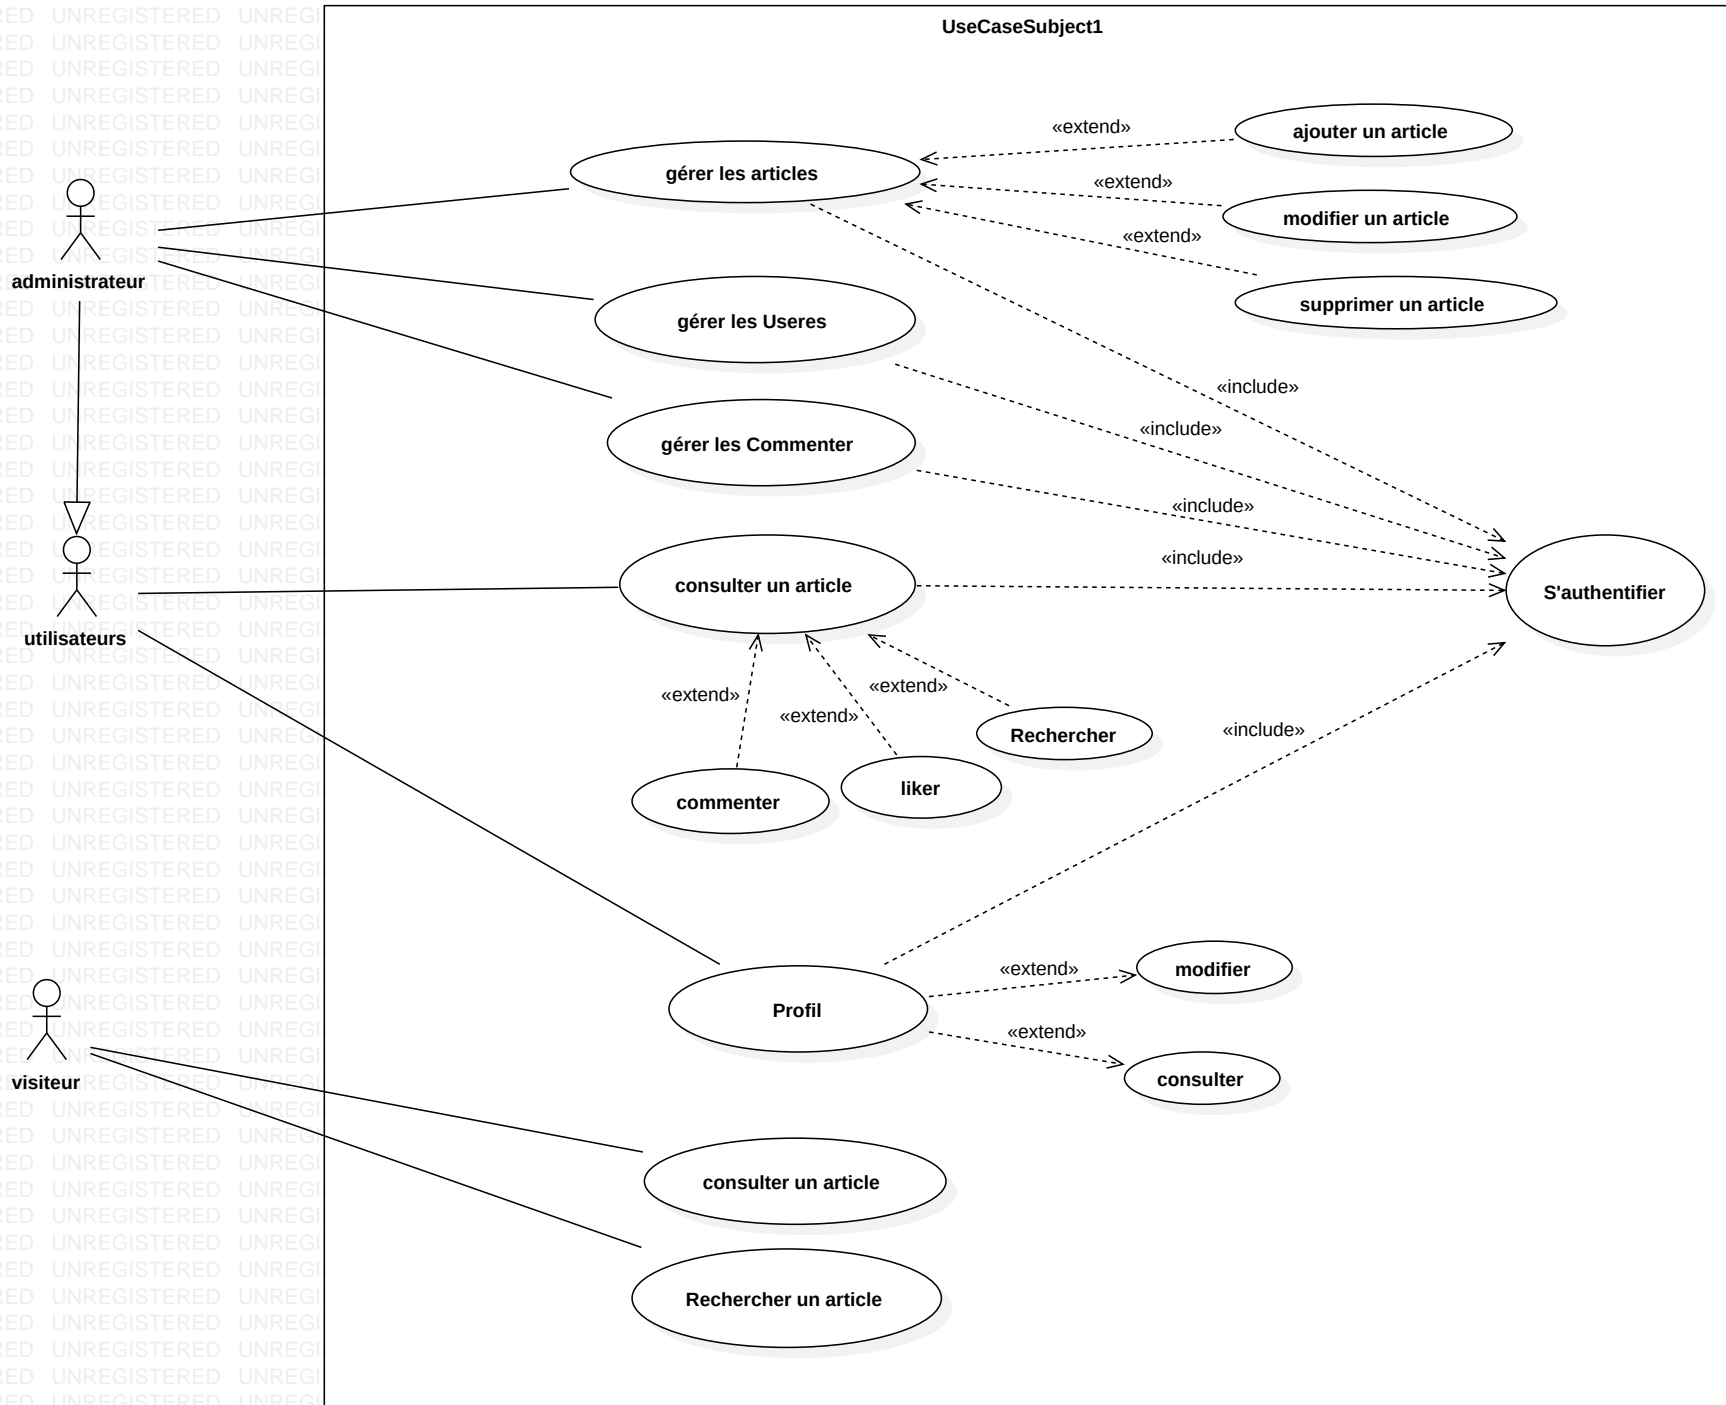 UseCaseSubject1
«extend»
ajouter un article
gérer les articles
«extend»
modifier un article
«extend»
administrateur
supprimer un article
gérer les Useres
«include»
«include»
gérer les Commenter
«include»
«include»
consulter un article
S'authentifier
utilisateurs
«extend»
«extend»
«extend»
Rechercher
«include»
liker
commenter
«extend»
modifier
Profil
«extend»
visiteur
consulter
consulter un article
Rechercher un article
UNREGISTERED